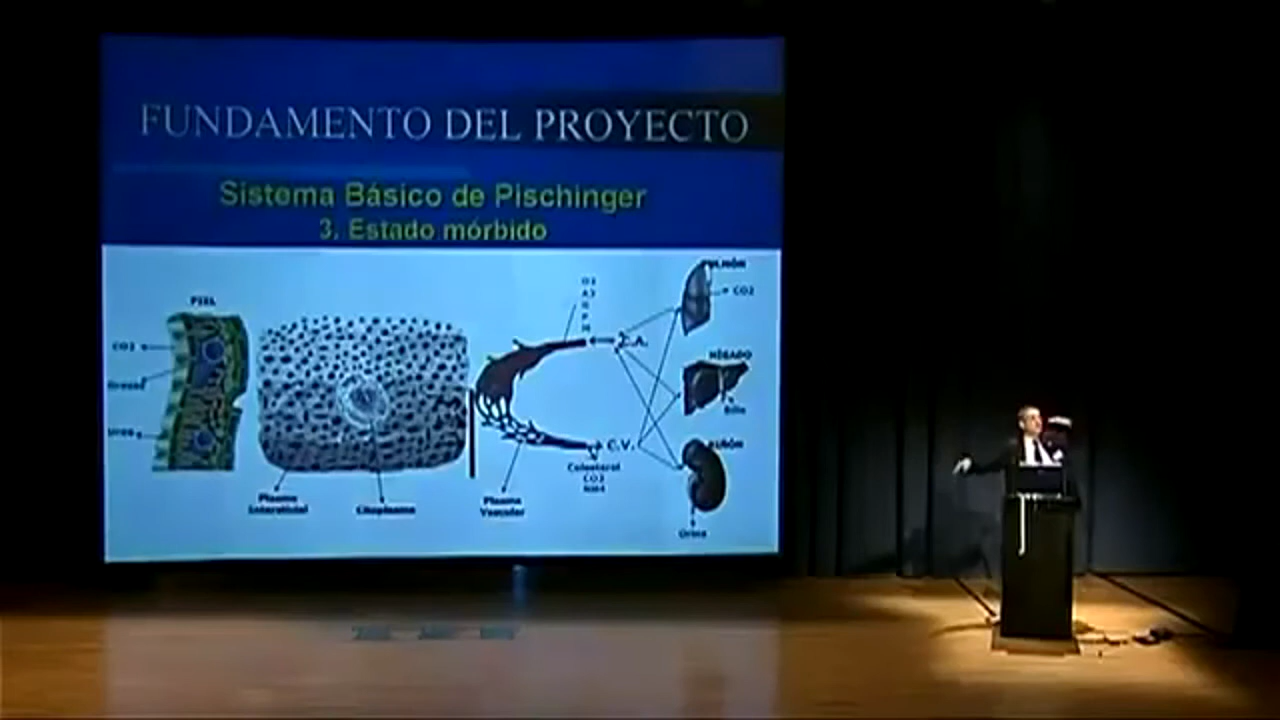 FUNDAMENTO DEL PROYECTO
Sistema Básico de Pischinger
3. Estado mórbido
PULMÓN
CO2
PIEL
CO2
C.A.
HÍGADO
Bilis
C.V.
RIÑÓN
Colesterol
CO2
NH4
Plasma
Intersticial
Citoplasma
Plasma
Vascular
Orina